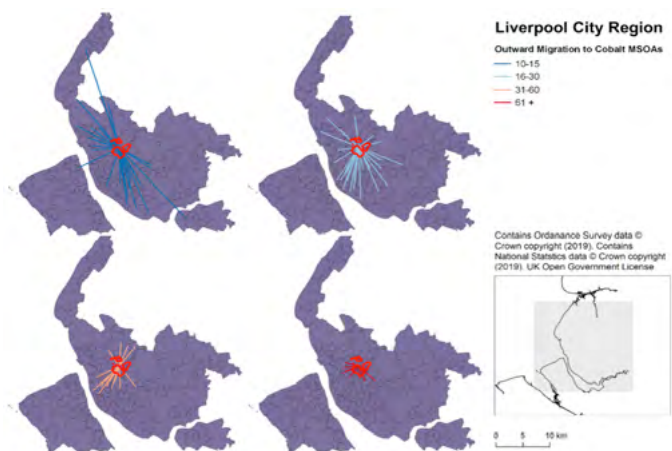 Liverpool City Region
Outward Migration to Cobalt MSOAs
10-15
16-30
31-60
61 +
Contains Ordanance Survey data ©
Crown copyright (2019). Contains
National Statstics data © Crown copyright
(2019). UK Open Government License
0 5 10 km